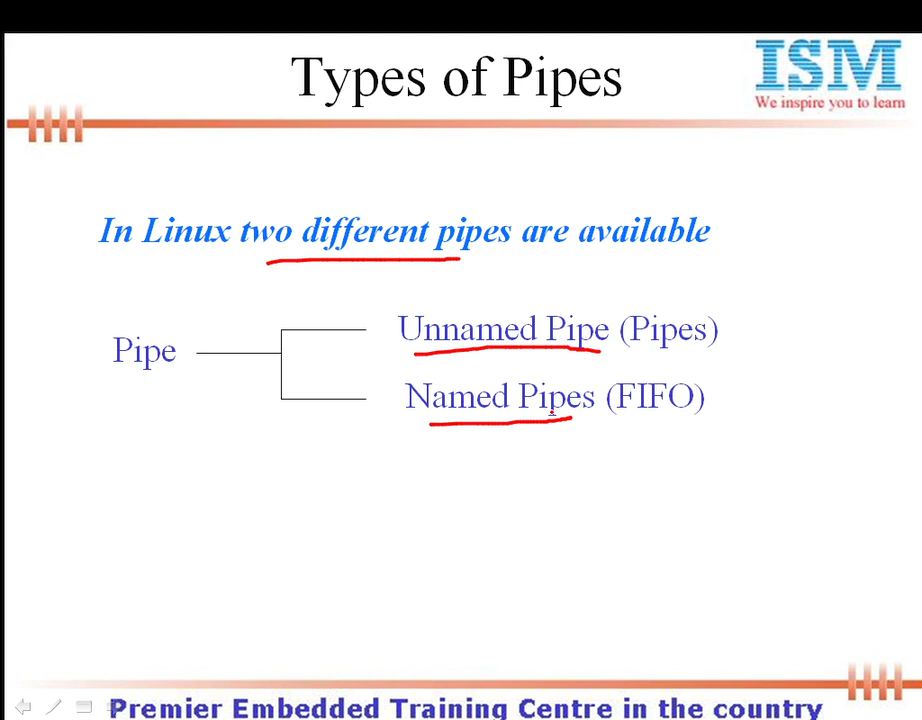 Types of Pipes
ISM
We inspire you to learn
In Linux two different pipes are available
Pipe
Unnamed Pipe (Pipes)
Named Pipes (FIFO)
Premier Embedded Training Centre in the country